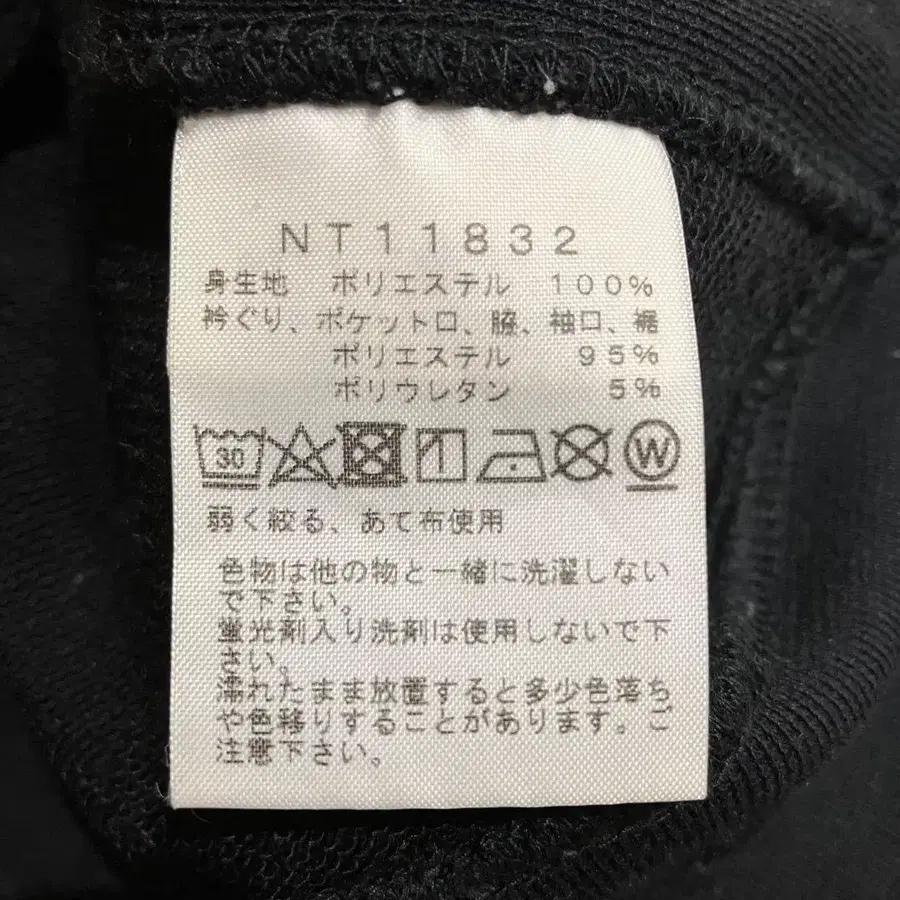 NT11832
身生地 ポリエステル 100%
衿ぐり、ポケット口、脇、袖口、裾
ポリエステル 95%
ポリウレタン 5%
30 W
弱く絞る、あて布使用
色物は他の物と一緒に洗濯しない
で下さい。
蛍光剤入り洗剤は使用しないで下
さい。
濡れたまま放置すると多少色落ち
や色移りすることがあります。ご
注意下さい。